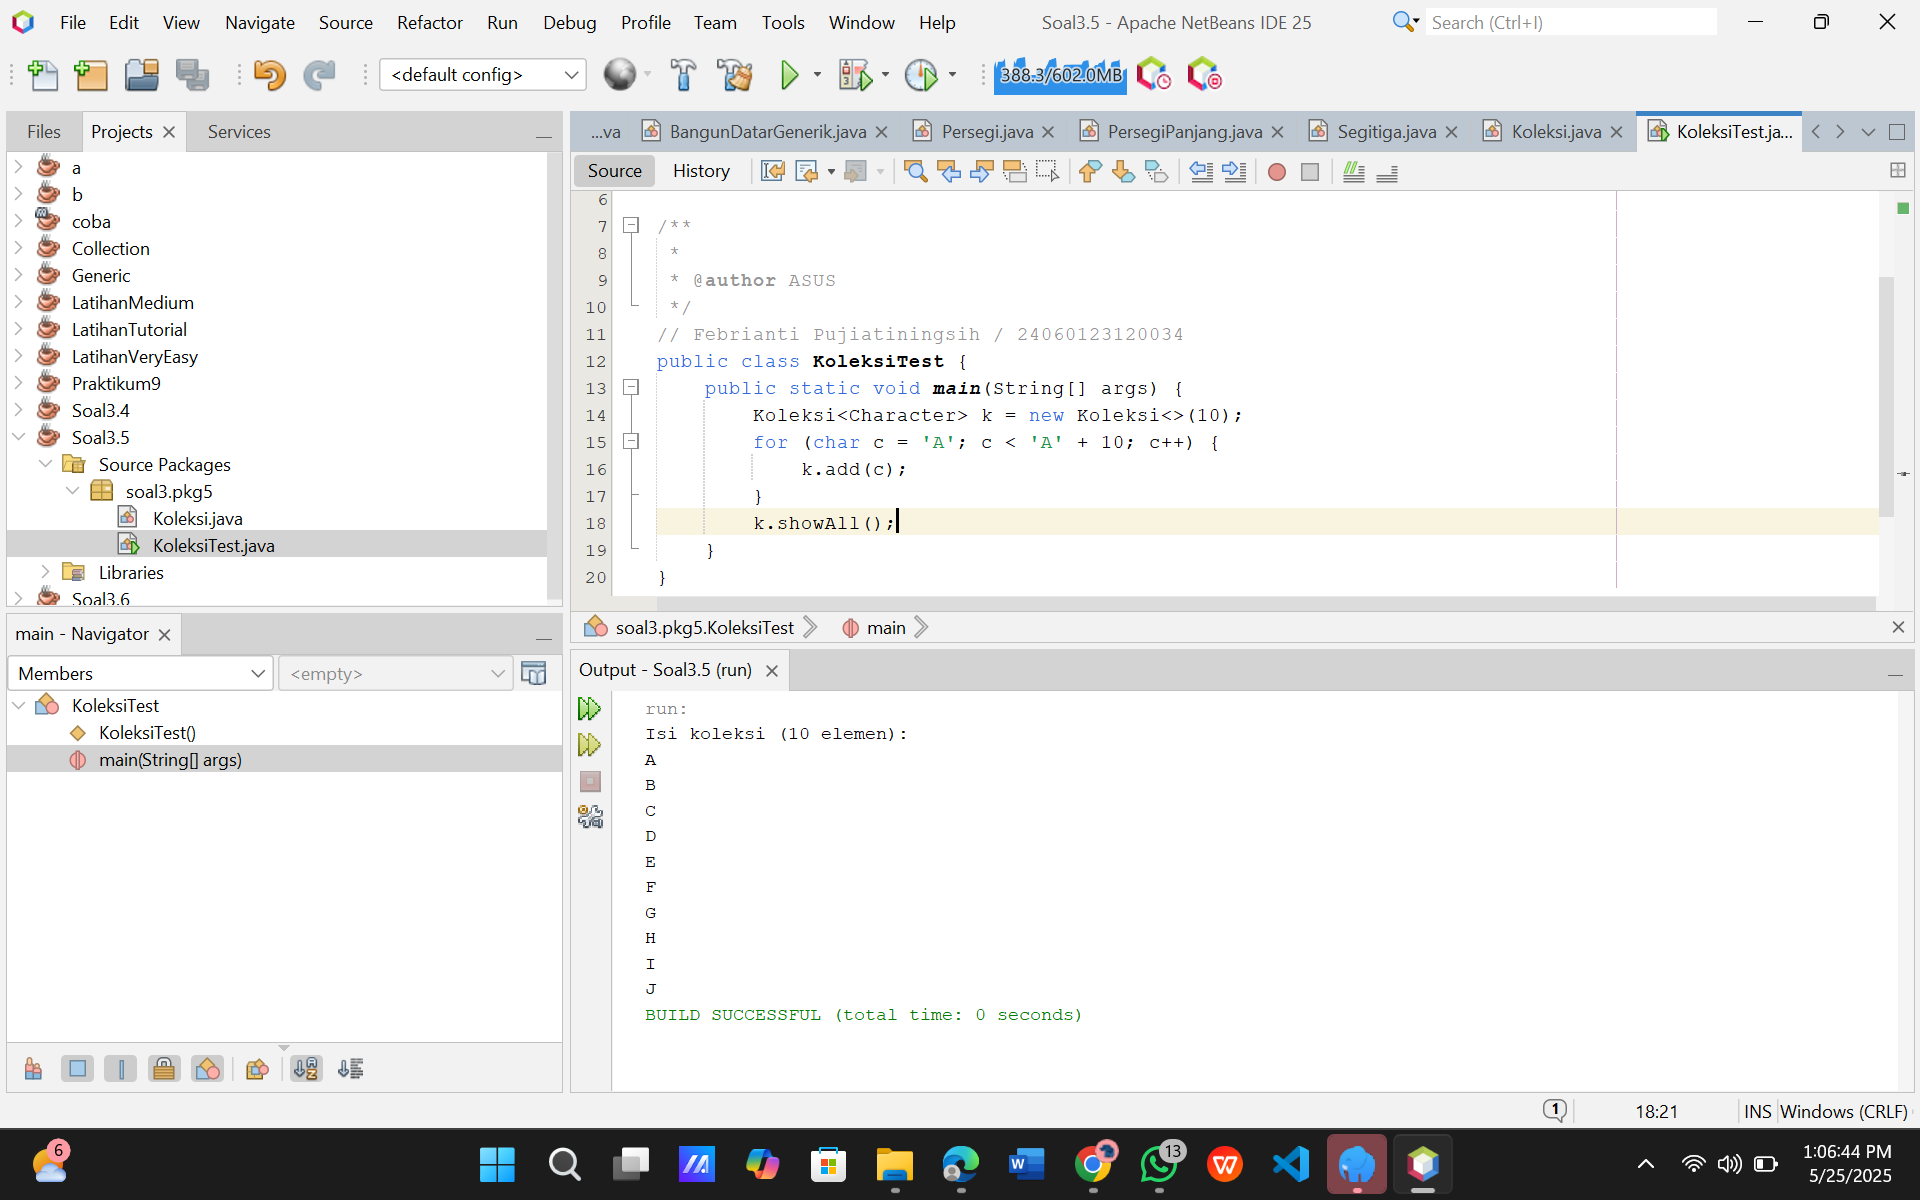 File Edit View Navigate Source Refactor Run Debug Profile Team Tools Window Help
Soal3.5 - Apache NetBeans IDE 25
Search (Ctrl+I)
<default config>
388.3/602.0MB
Files Projects Services
a
b
coba
Collection
Generic
LatihanMedium
LatihanTutorial
LatihanVeryEasy
Praktikum9
Soal3.4
Soal3.5
Source Packages
soal3.pkg5
Koleksi.java
KoleksiTest.java
Libraries
Soal3.6
main - Navigator
Members
<empty>
KoleksiTest
KoleksiTest()
main(String[] args)
...va BangunDatarGenerik.java Persegi.java PersegiPanjang.java Segitiga.java Koleksi.java KoleksiTest.ja...
Source History
6
7 /**
8 *
9 * @author ASUS
10 */
11 // Febrianti Pujiatiningsih / 24060123120034
12 public class KoleksiTest {
13 public static void main(String[] args) {
14 Koleksi<Character> k = new Koleksi<>(10);
15 for (char c = 'A'; c < 'A' + 10; c++) {
16 k.add(c);
17 }
18 k.showAll();
19 }
20 }
soal3.pkg5.KoleksiTest main
Output - Soal3.5 (run)
run:
Isi koleksi (10 elemen):
A
B
C
D
E
F
G
H
I
J
BUILD SUCCESSFUL (total time: 0 seconds)
1
18:21
INS
Windows (CRLF)
6
13
1:06:44 PM
5/25/2025